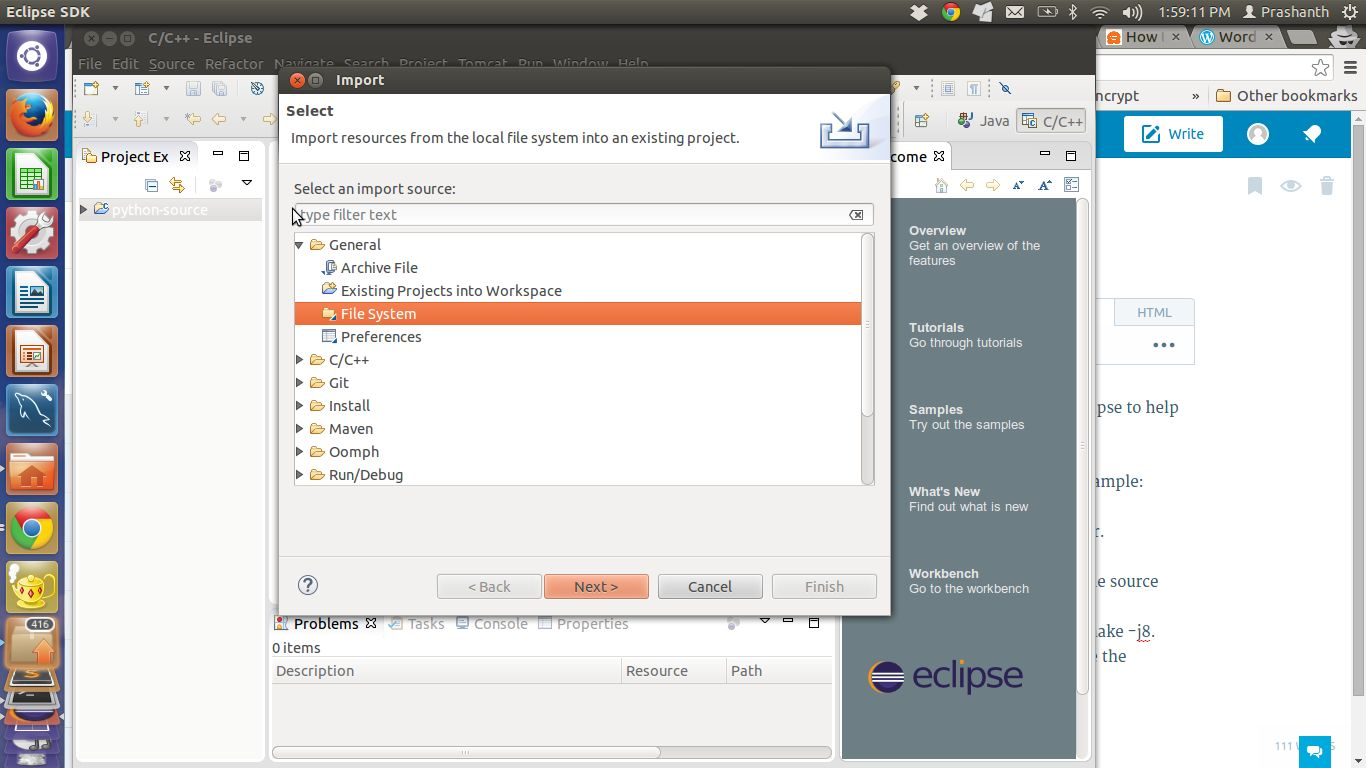 Eclipse SDK
1:59:11 PM Prashanth
C/C++ - Eclipse
How
Word
File Edit Source Refactor Navigate Search Project Tomcat Run Window Help
ncrypt » Other bookmarks
Import
Select
Import resources from the local file system into an existing project.
Java C/C++
Write
Project Ex
come
Select an import source:
type filter text
python-source
General
Archive File
Existing Projects into Workspace
File System
Preferences
C/C++
Git
Install
Maven
Oomph
Run/Debug
< Back Next > Cancel Finish
Overview
Get an overview of the
features
Tutorials
Go through tutorials
Samples
Try out the samples
What's New
Find out what is new
Workbench
Go to the workbench
eclipse
HTML
pse to help
ample:
r.
e source
ake -j8.
the
416
Problems Tasks Console Properties
0 items
Description Resource Path
111 W